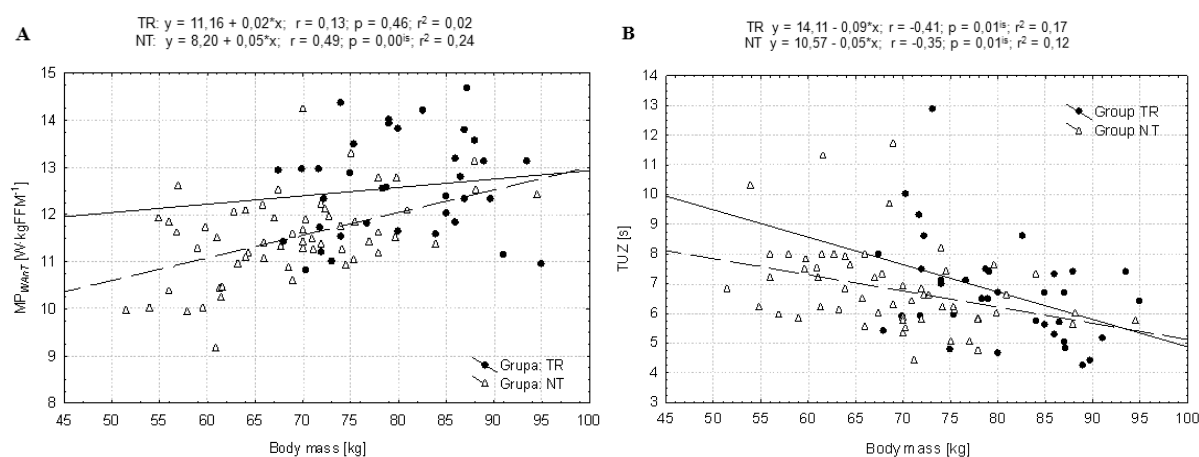 A
TR: y = 11,16 + 0,02*x; r = 0,13; p = 0,46; r² = 0,02
NT: y = 8,20 + 0,05*x; r = 0,49; p = 0,00ⁱˢ; r² = 0,24
15
14
13
12
11
10
9
8
MP_WAnT [W·kgFFM⁻¹]
Grupa: TR
Grupa: NT
45 50 55 60 65 70 75 80 85 90 95 100
Body mass [kg]
B
TR y = 14,11 - 0,09*x; r = -0,41; p = 0,01ⁱˢ; r² = 0,17
NT y = 10,57 - 0,05*x; r = -0,35; p = 0,01ⁱˢ; r² = 0,12
14
13
12
11
10
9
8
7
6
5
4
3
TUZ [s]
Group TR
Group NT
45 50 55 60 65 70 75 80 85 90 95 100
Body mass [kg]